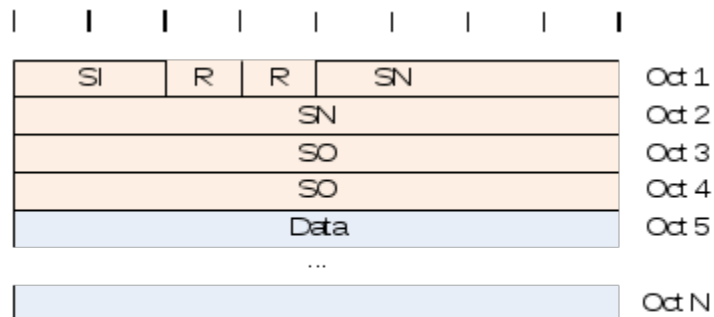 SI R R SN Oct 1
SN Oct 2
SO Oct 3
SO Oct 4
Data Oct 5
...
Oct N